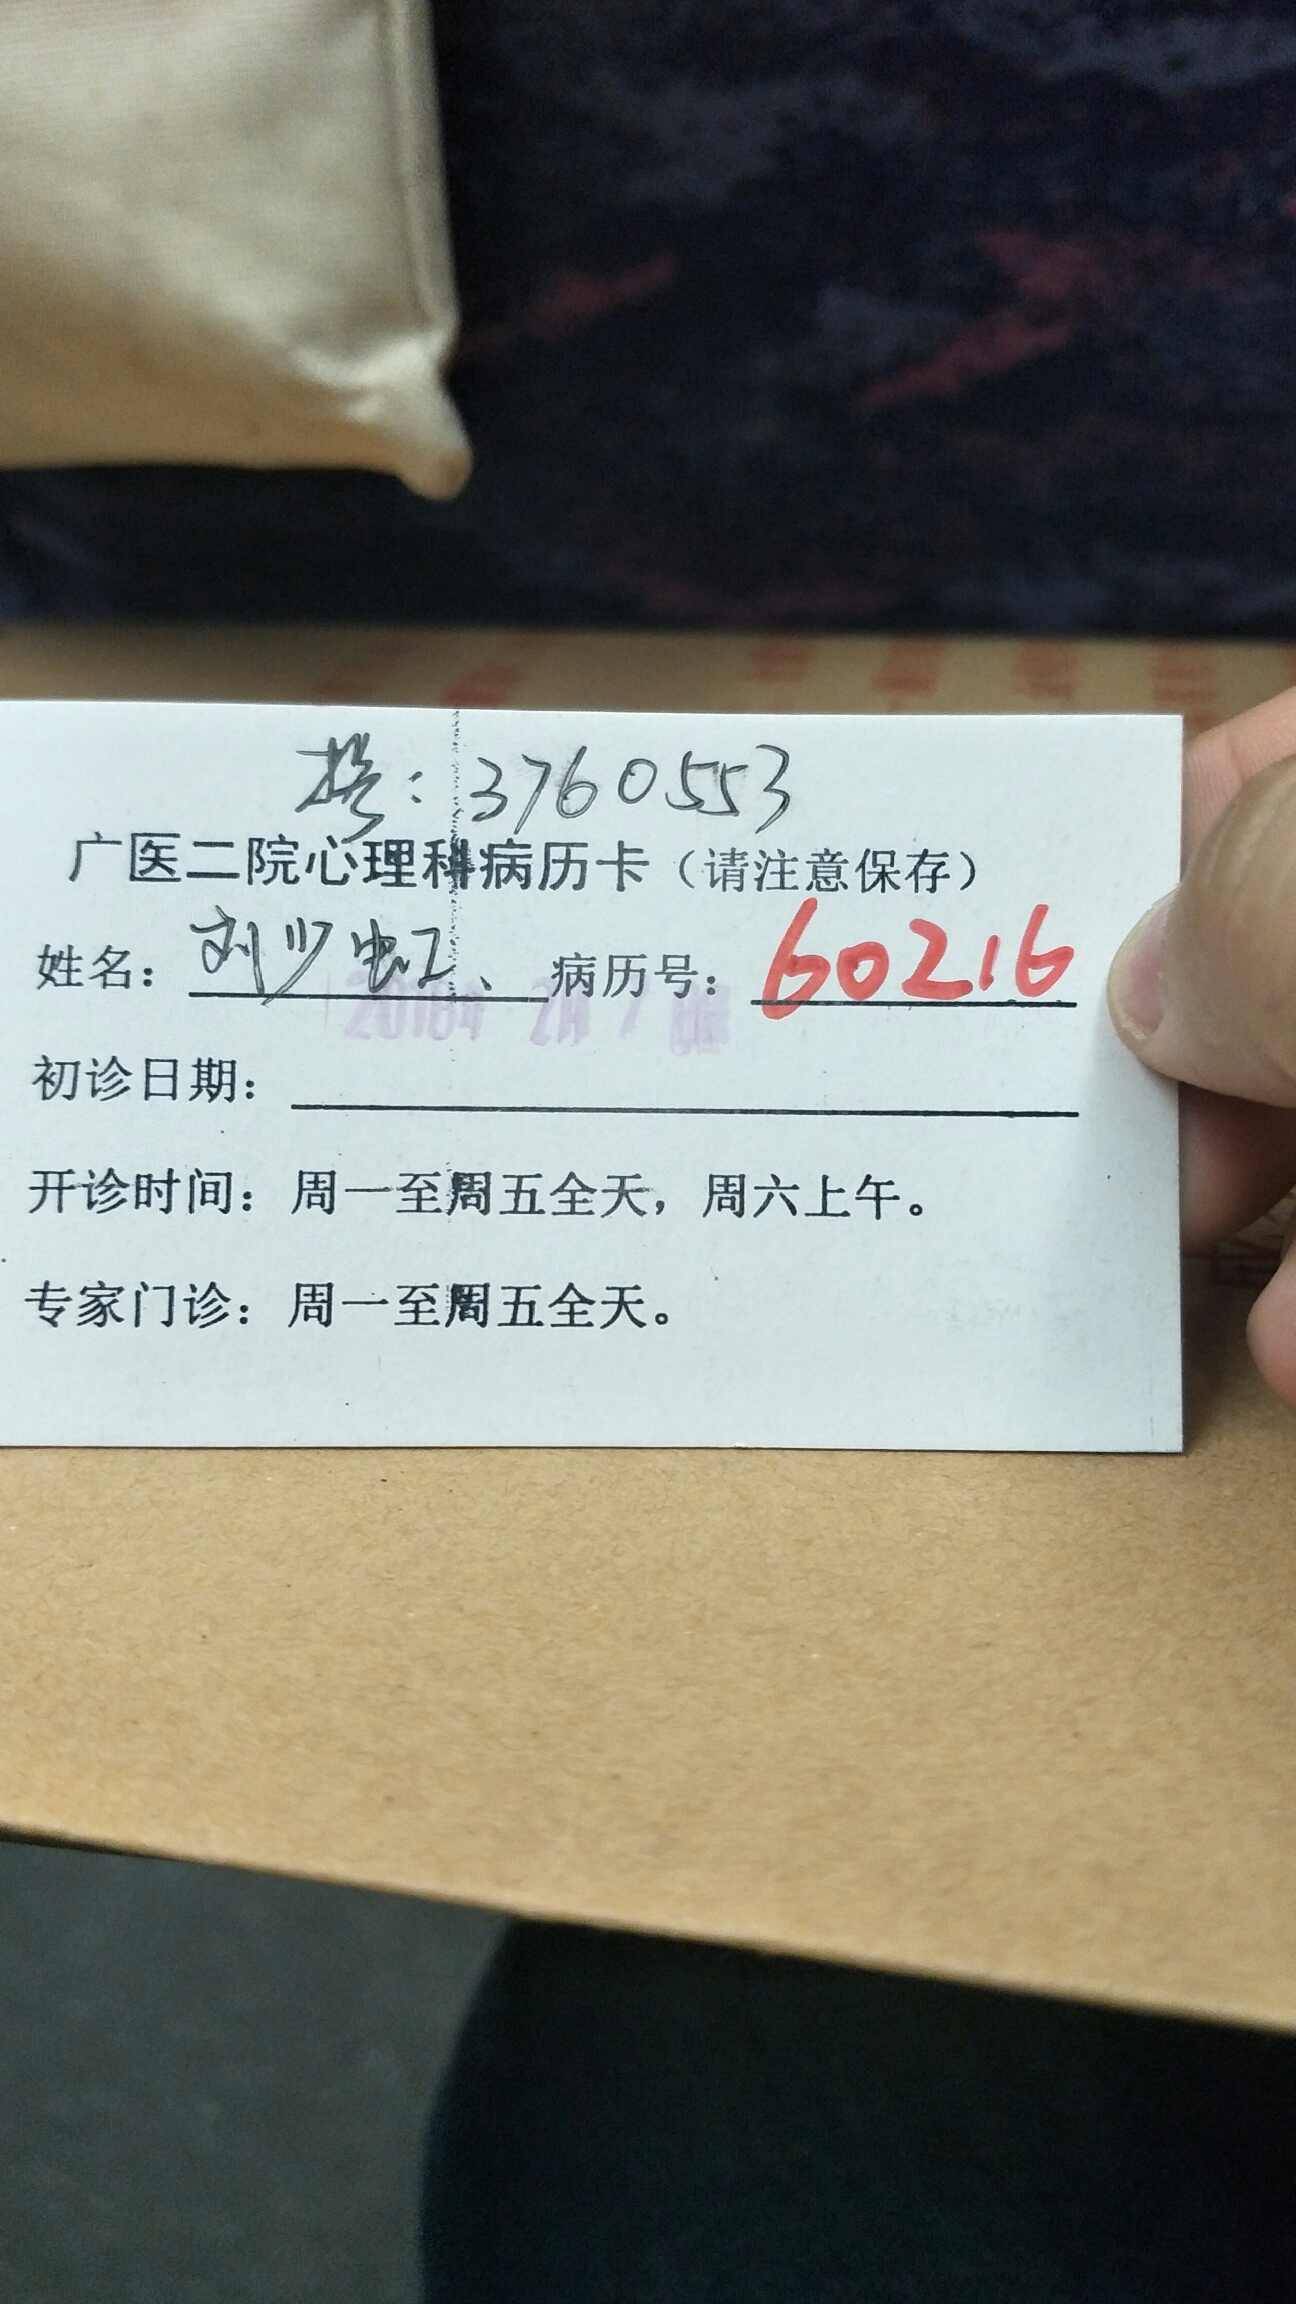 :3760553
广医二院心理科病历卡（请注意保存）
姓名：刘少虹、病历号：60216
初诊日期：
开诊时间：周一至周五全天，周六上午。
专家门诊：周一至周五全天。